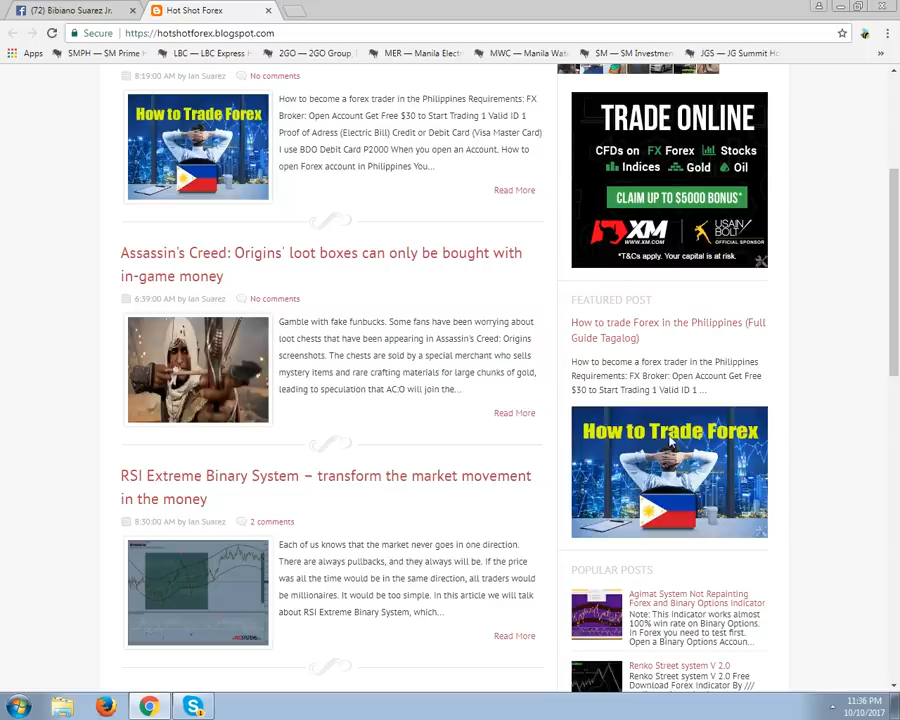 (72) Bibiano Suarez Jr.
Hot Shot Forex
Secure
https://hotshotforex.blogspot.com
Apps
SMPH — SM Prime H
LBC — LBC Express H
2GO — 2GO Group,
MER — Manila Electr
MWC — Manila Wate
SM — SM Investmen
JGS — JG Summit Ho
8:19:00 AM by Ian Suarez
No comments
How to Trade Forex
How to become a forex trader in the Philippines Requirements: FX
Broker: Open Account Get Free $30 to Start Trading 1 Valid ID 1
Proof of Adress (Electric Bill) Credit or Debit Card (Visa Master Card)
I use BDO Debit Card P2000 When you open an Account. How to
open Forex account in Philippines You...
Read More
Assassin's Creed: Origins' loot boxes can only be bought with
in-game money
6:39:00 AM by Ian Suarez
No comments
Gamble with fake funbucks. Some fans have been worrying about
loot chests that have been appearing in Assassin's Creed: Origins
screenshots. The chests are sold by a special merchant who sells
mystery items and rare crafting materials for large chunks of gold,
leading to speculation that AC:O will join the...
Read More
RSI Extreme Binary System – transform the market movement
in the money
8:30:00 AM by Ian Suarez
2 comments
Each of us knows that the market never goes in one direction.
There are always pullbacks, and they always will be. If the price
was all the time would be in the same direction, all traders would
be millionaires. It would be too simple. In this article we will talk
about RSI Extreme Binary System, which...
Read More
TRADE ONLINE
CFDs on FX Forex Stocks
Indices Gold Oil
CLAIM UP TO $5000 BONUS*
XM
WWW.XM.COM
USAIN
BOLT
OFFICIAL SPONSOR
*T&Cs apply. Your capital is at risk.
FEATURED POST
How to trade Forex in the Philippines (Full
Guide Tagalog)
How to become a forex trader in the Philippines
Requirements: FX Broker: Open Account Get Free
$30 to Start Trading 1 Valid ID 1 ...
How to Trade Forex
POPULAR POSTS
Agimat System Not Repainting
Forex and Binary Options Indicator
Note: This Indicator works almost
100% win rate on Binary Options.
In Forex you need to test first.
Open a Binary Options Accoun...
Renko Street system V 2.0
Renko Street System V 2.0 Free
Download Forex Indicator By ///
11:36 PM
10/10/2017